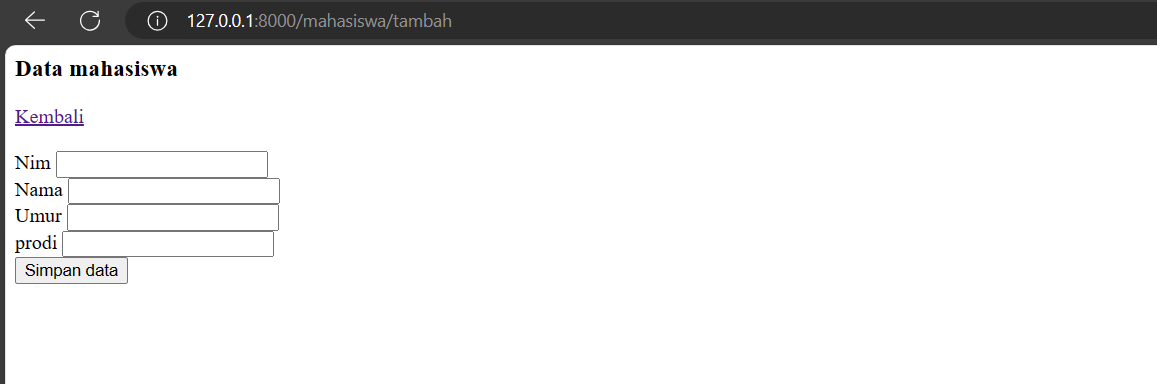 127.0.0.1:8000/mahasiswa/tambah
Data mahasiswa
Kembali
Nim
Nama
Umur
prodi
Simpan data